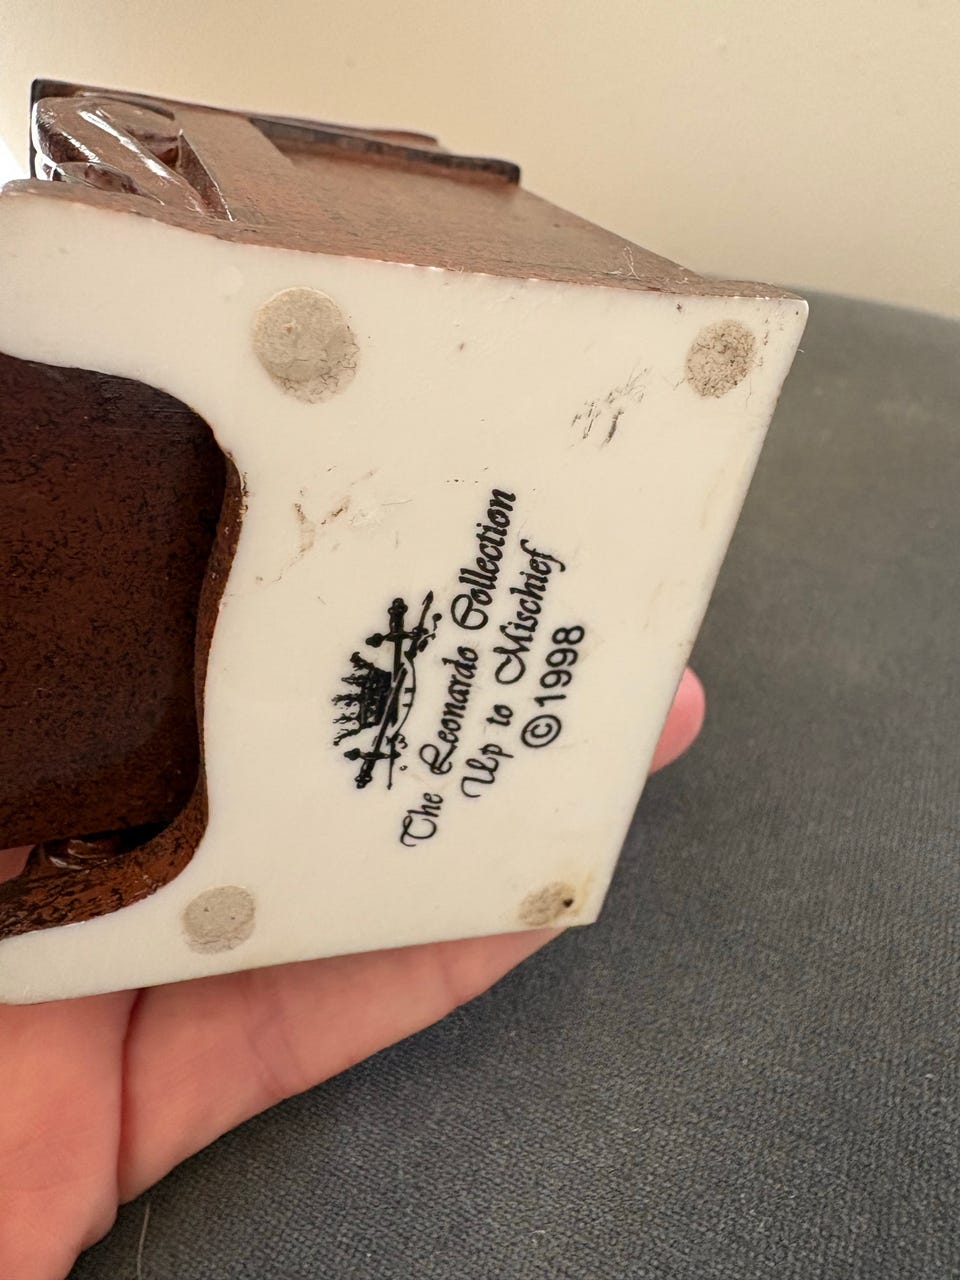 The Leonardo Collection
Up to Mischief
© 1998